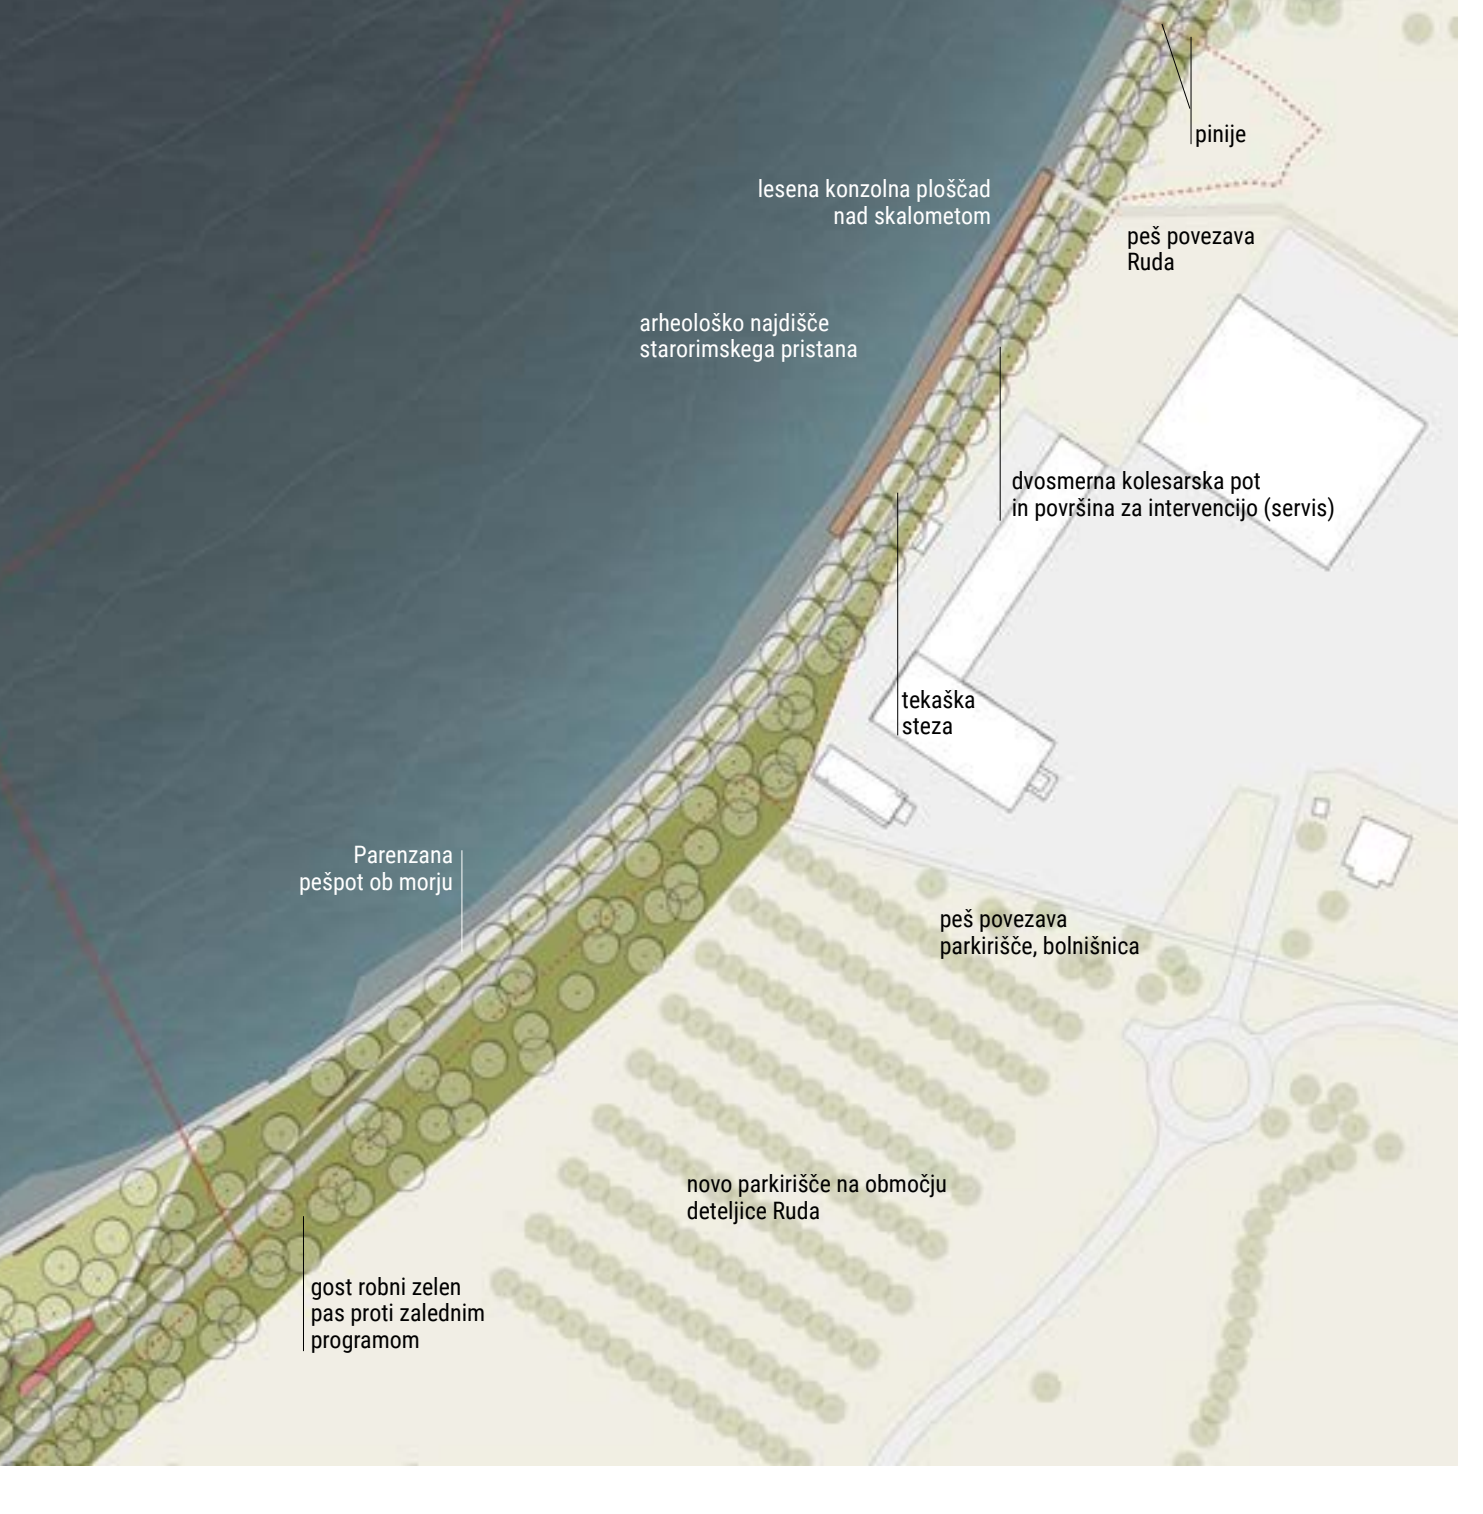 pinije
lesena konzolna ploščad
nad skalometom
peš povezava
Ruda
arheološko najdišče
starorimskega pristana
dvosmerna kolesarska pot
in površina za intervencijo (servis)
tekaška
steza
Parenzana
pešpot ob morju
peš povezava
parkirišče, bolnišnica
novo parkirišče na območju
deteljice Ruda
gost robni zelen
pas proti zalednim
programom